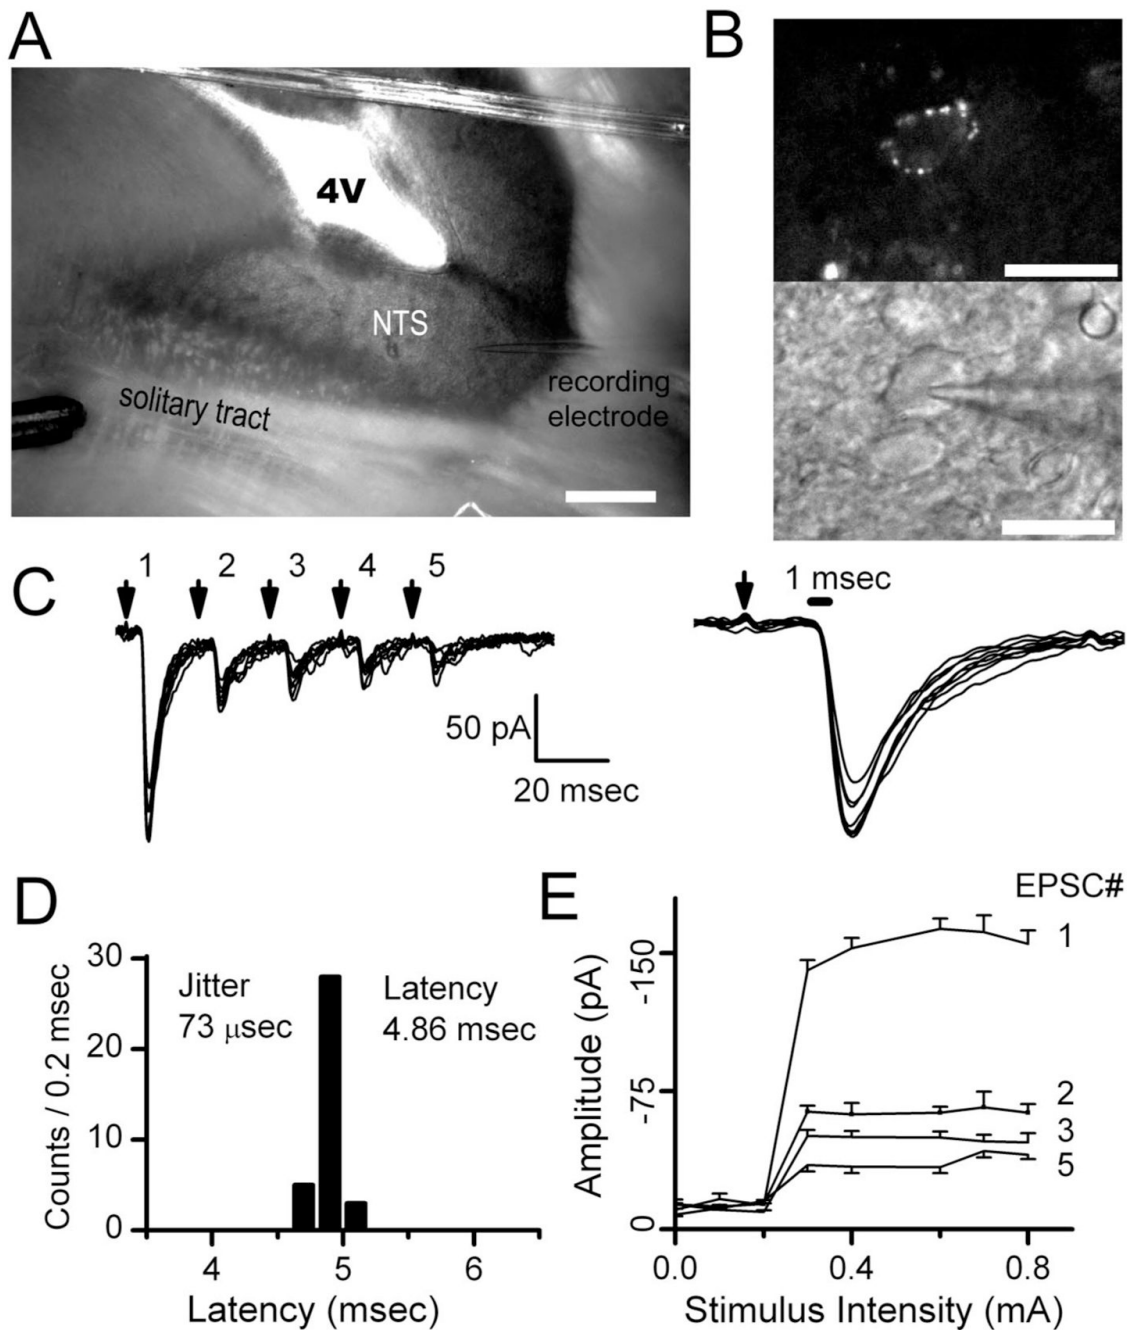 A
4V
NTS
solitary tract
recording
electrode
B
C
1 2 3 4 5
50 pA
20 msec
1 msec
D
Counts / 0.2 msec
30
20
10
0
Jitter
73 μsec
Latency
4.86 msec
4 5 6
Latency (msec)
E
EPSC#
Amplitude (pA)
-150
-75
0
1
2
3
5
0.0 0.4 0.8
Stimulus Intensity (mA)